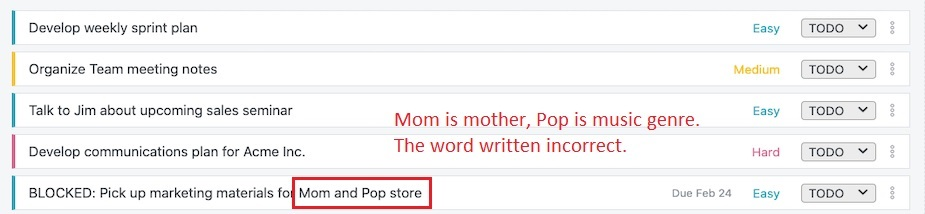 Develop weekly sprint plan Easy TODO
Organize Team meeting notes Medium TODO
Talk to Jim about upcoming sales seminar Easy TODO
Mom is mother, Pop is music genre.
The word written incorrect.
Develop communications plan for Acme Inc. Hard TODO
BLOCKED: Pick up marketing materials for Mom and Pop store Due Feb 24 Easy TODO